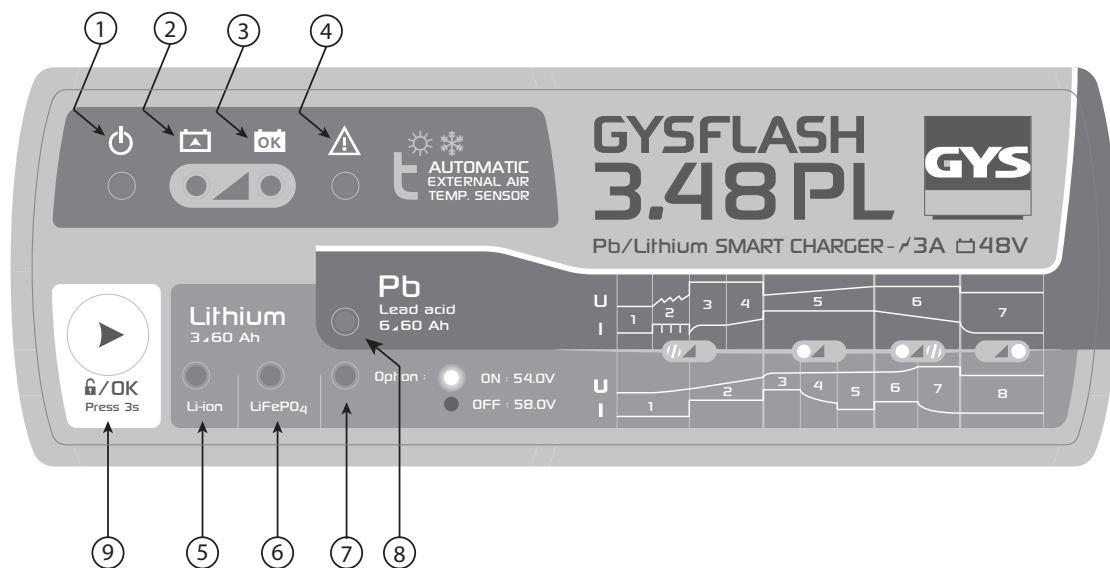 1 2 3 4
OK
AUTOMATIC
EXTERNAL AIR
TEMP. SENSOR
t
GYSFLASH
3.48 PL
GYS
Pb/Lithium SMART CHARGER - 3A 48V
Pb
Lead acid
6 60 Ah
Lithium
3 60 Ah
/OK
Press 3s
Li-ion
LiFePO4
Option :
ON : 54.0V
OFF : 58.0V
U
I
1 2 3 4 5 6 7
U
I
1 2 3 4 5 6 7 8
9 5 6 7 8